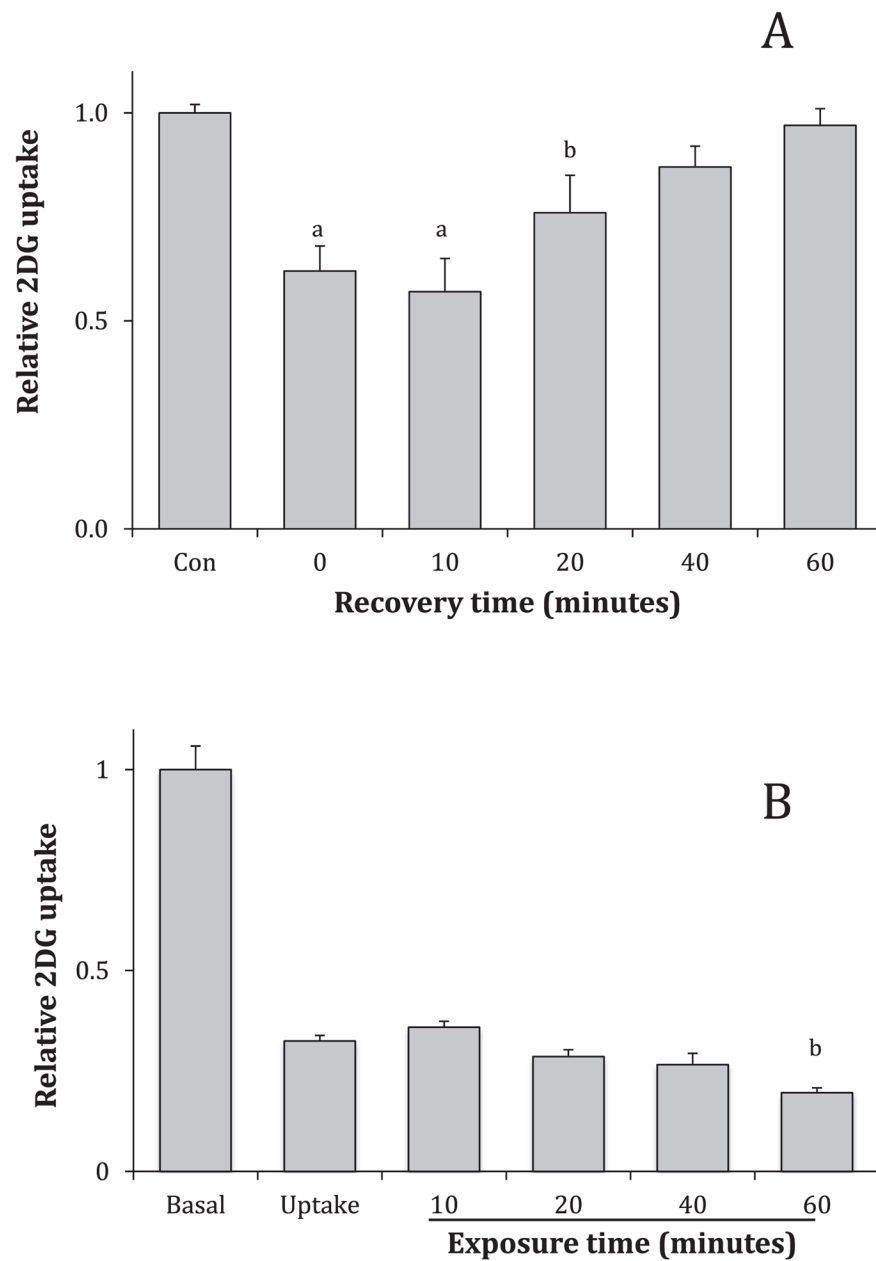 A
Relative 2DG uptake
1.0
0.5
0.0
a
a
b
Con 0 10 20 40 60
Recovery time (minutes)
B
Relative 2DG uptake
1
0.5
0
b
Basal Uptake 10 20 40 60
Exposure time (minutes)